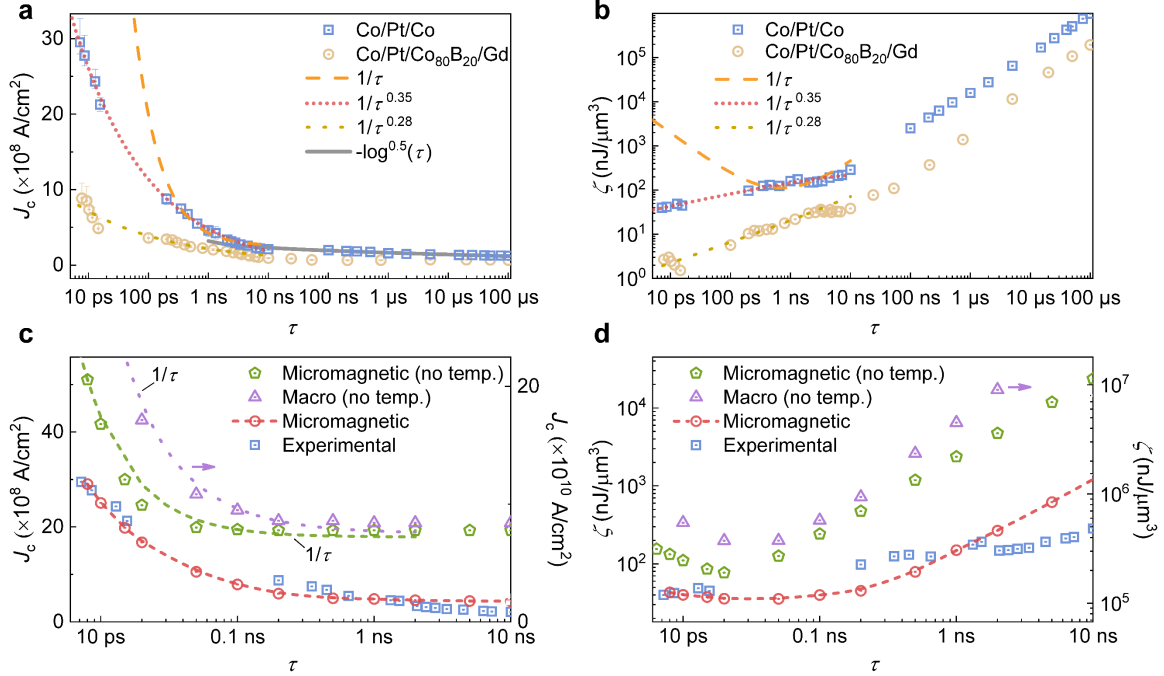 a
30
20
10
0
J_c (×10^8 A/cm^2)
Co/Pt/Co
Co/Pt/Co_80B_20/Gd
1/τ
1/τ^0.35
1/τ^0.28
-log^0.5(τ)
10 ps 100 ps 1 ns 10 ns 100 ns 1 µs 10 µs 100 µs
τ
b
10^5
10^4
10^3
10^2
10^1
10^0
ζ (nJ/µm^3)
Co/Pt/Co
Co/Pt/Co_80B_20/Gd
1/τ
1/τ^0.35
1/τ^0.28
10 ps 100 ps 1 ns 10 ns 100 ns 1 µs 10 µs 100 µs
τ
c
40
20
0
J_c (×10^8 A/cm^2)
1/τ
Micromagnetic (no temp.)
Macro (no temp.)
Micromagnetic
Experimental
1/τ
20
0
J_c (×10^10 A/cm^2)
10 ps 0.1 ns 1 ns 10 ns
τ
d
10^4
10^3
10^2
ζ (nJ/µm^3)
Micromagnetic (no temp.)
Macro (no temp.)
Micromagnetic
Experimental
10^7
10^6
10^5
ζ (nJ/µm^3)
10 ps 0.1 ns 1 ns 10 ns
τ